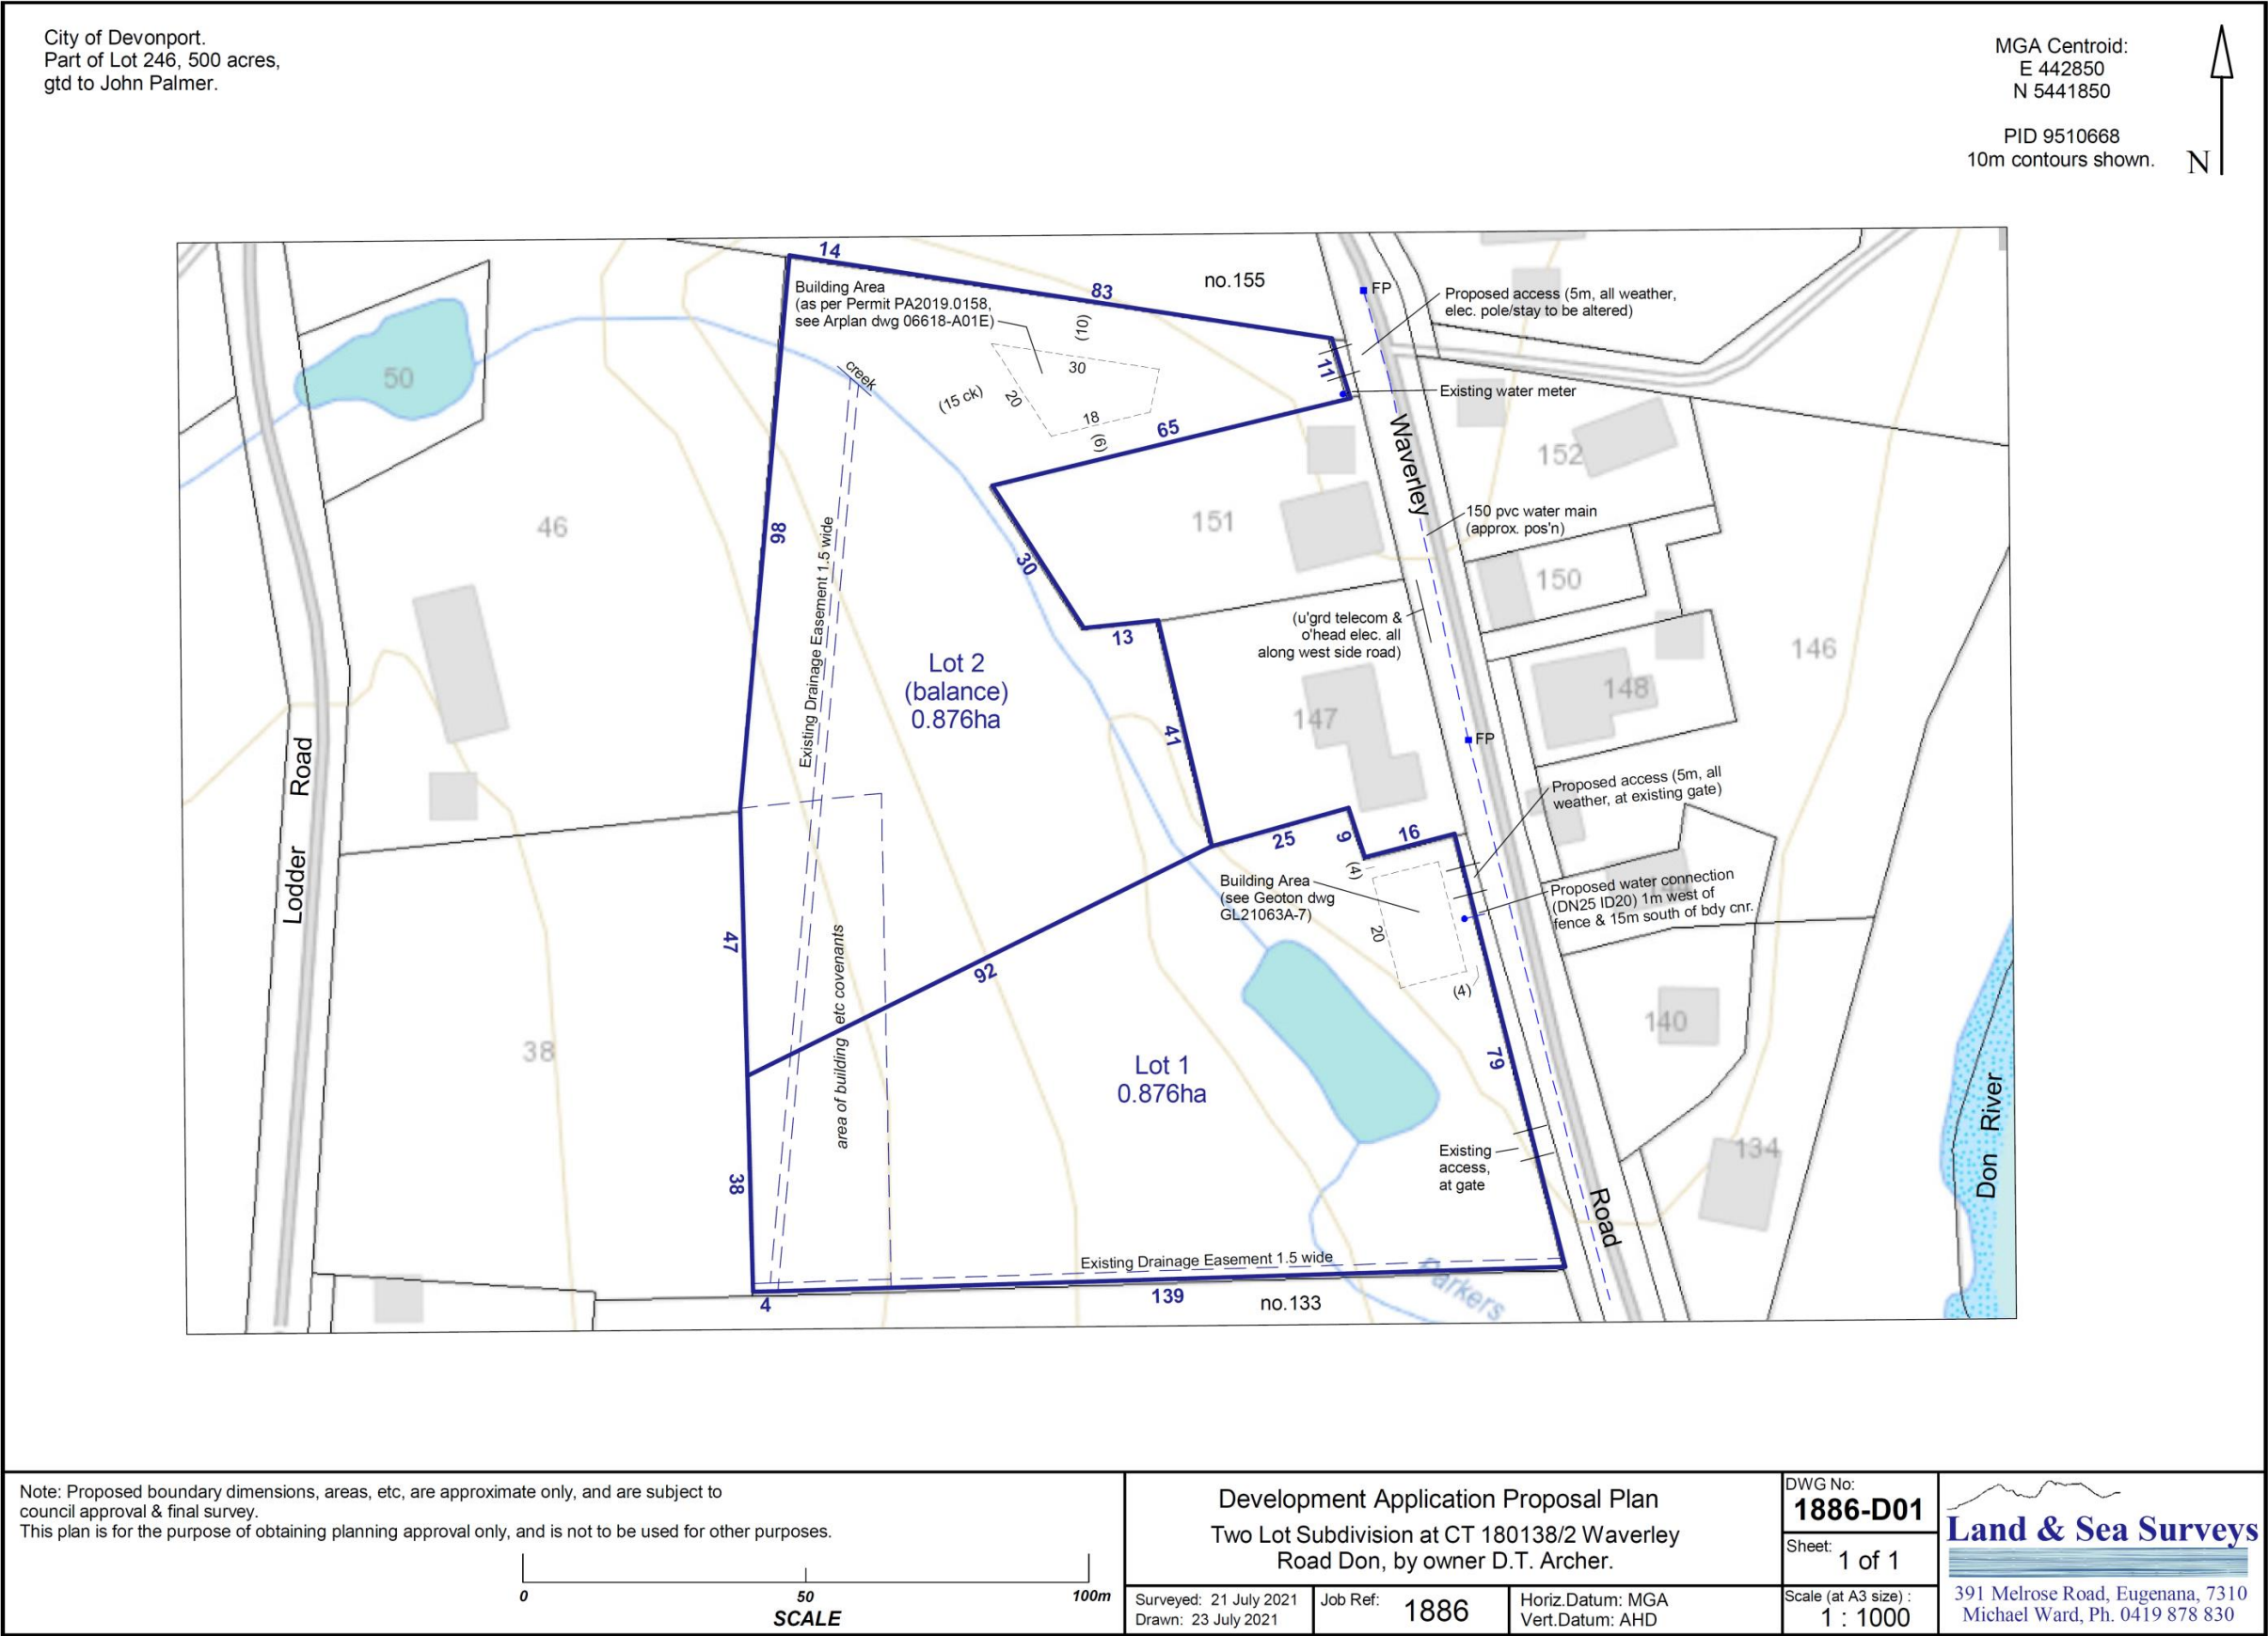 City of Devonport.
Part of Lot 246, 500 acres,
gtd to John Palmer.
MGA Centroid:
E 442850
N 5441850
PID 9510668
10m contours shown.
N
14
83
no.155
Building Area
(as per Permit PA2019.0158,
see Arplan dwg 06618-A01E)
(10)
30
20
18
(6)
(15 ck)
creek
65
11
FP
Proposed access (5m, all weather,
elec. pole/stay to be altered)
Existing water meter
50
46
98
Existing Drainage Easement 1.5 wide
30
13
41
151
Waverley
152
150 pvc water main
(approx. pos'n)
150
(u'grd telecom &
o'head elec. all
along west side road)
146
148
147
FP
Lot 2
(balance)
0.876ha
Lodder Road
Proposed access (5m, all
weather, at existing gate)
25
9
16
(4)
Building Area
(see Geoton dwg
GL21063A-7)
20
(4)
Proposed water connection
(DN25 ID20) 1m west of
fence & 15m south of bdy cnr.
47
92
area of building etc covenants
38
140
79
Lot 1
0.876ha
38
Existing
access,
at gate
134
Don River
Road
Existing Drainage Easement 1.5 wide
Parkers
4
139
no.133
Note: Proposed boundary dimensions, areas, etc, are approximate only, and are subject to
council approval & final survey.
This plan is for the purpose of obtaining planning approval only, and is not to be used for other purposes.
0
50
100m
SCALE
Development Application Proposal Plan
Two Lot Subdivision at CT 180138/2 Waverley
Road Don, by owner D.T. Archer.
Surveyed: 21 July 2021
Drawn: 23 July 2021
Job Ref: 1886
Horiz.Datum: MGA
Vert.Datum: AHD
DWG No:
1886-D01
Sheet: 1 of 1
Scale (at A3 size) :
1 : 1000
Land & Sea Surveys
391 Melrose Road, Eugenana, 7310
Michael Ward, Ph. 0419 878 830